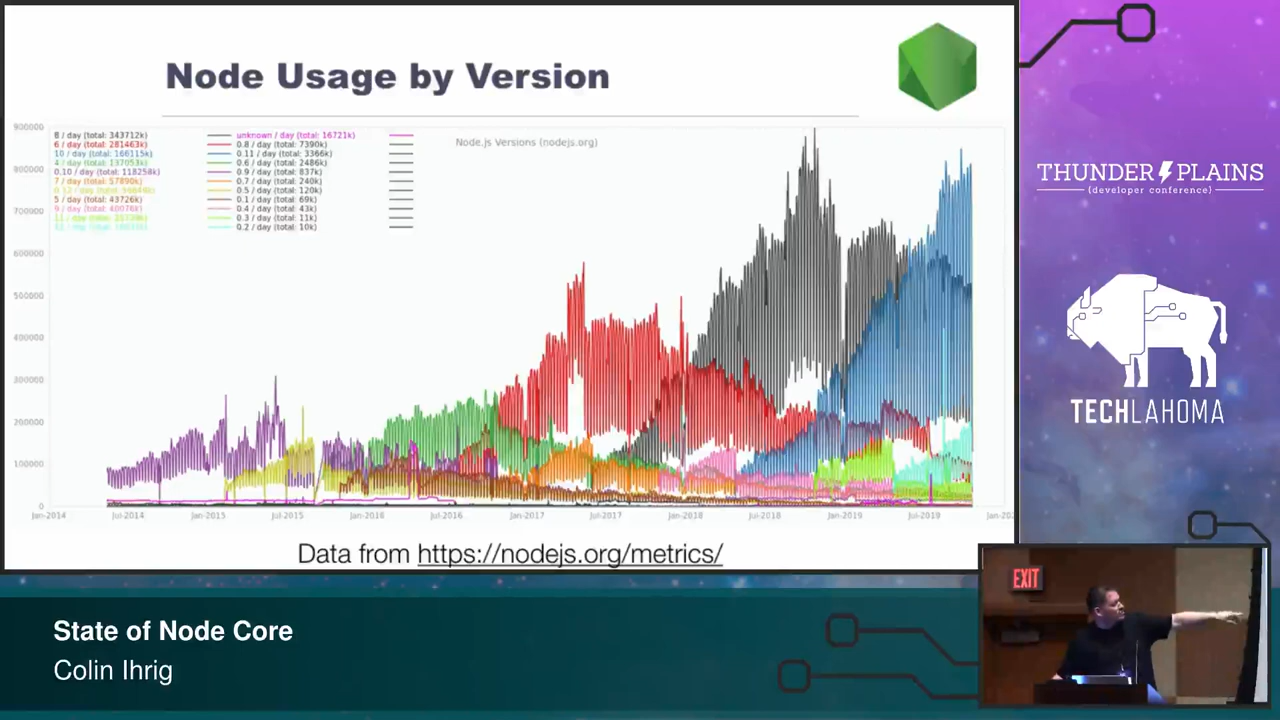 Node Usage by Version
900000
800000
700000
600000
500000
400000
300000
200000
100000
0
8 / day (total: 343712k)
6 / day (total: 281463k)
10 / day (total: 166115k)
4 / day (total: 137053k)
0.10 / day (total: 118258k)
7 / day (total: 57890k)
5 / day (total: 43726k)
9 / day (total: 40076k)
unknown / day (total: 16721k)
0.8 / day (total: 7390k)
0.11 / day (total: 3366k)
0.6 / day (total: 2486k)
0.9 / day (total: 837k)
0.7 / day (total: 240k)
0.5 / day (total: 120k)
0.1 / day (total: 69k)
0.4 / day (total: 43k)
0.3 / day (total: 11k)
0.2 / day (total: 10k)
Node.js Versions (nodejs.org)
Jan-2014
Jul-2014
Jan-2015
Jul-2015
Jan-2016
Jul-2016
Jan-2017
Jul-2017
Jan-2018
Jul-2018
Jan-2019
Jul-2019
Data from https://nodejs.org/metrics/
THUNDER PLAINS
(developer conference)
TECHLAHOMA
EXIT
State of Node Core
Colin Ihrig